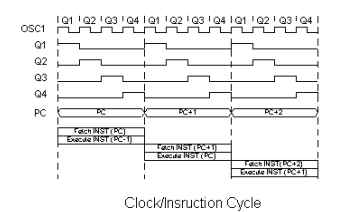 Q1 Q2 Q3 Q4 Q1 Q2 Q3 Q4 Q1 Q2 Q3 Q4
OSC1
Q1
Q2
Q3
Q4
PC PC PC+1 PC+2
Fetch INST (PC)
Execute INST (PC-1)
Fetch INST (PC+1)
Execute INST (PC)
Fetch INST(PC+2)
Execute INST (PC+1)
Clock/Insruction Cycle